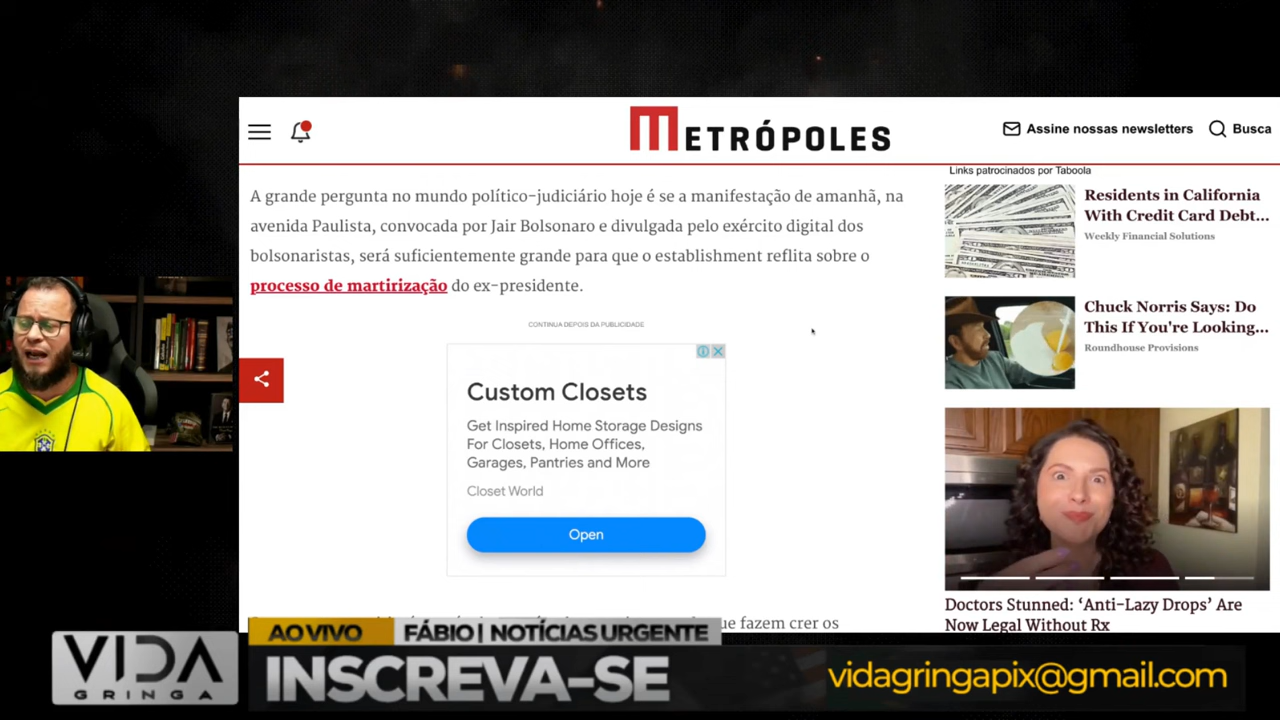 METRÓPOLES
Assine nossas newsletters
Busca
A grande pergunta no mundo político-judiciário hoje é se a manifestação de amanhã, na
avenida Paulista, convocada por Jair Bolsonaro e divulgada pelo exército digital dos
bolsonaristas, será suficientemente grande para que o establishment reflita sobre o
processo de martirização do ex-presidente.
CONTINUA DEPOIS DA PUBLICIDADE
Custom Closets
Get Inspired Home Storage Designs
For Closets, Home Offices,
Garages, Pantries and More
Closet World
Open
Links patrocinados por Taboola
Residents in California
With Credit Card Debt...
Weekly Financial Solutions
Chuck Norris Says: Do
This If You're Looking...
Roundhouse Provisions
Doctors Stunned: ‘Anti-Lazy Drops’ Are
Now Legal Without Rx
que fazem crer os
AO VIVO
FÁBIO | NOTÍCIAS URGENTE
VIDA
GRINGA
INSCREVA-SE
vidagringapix@gmail.com